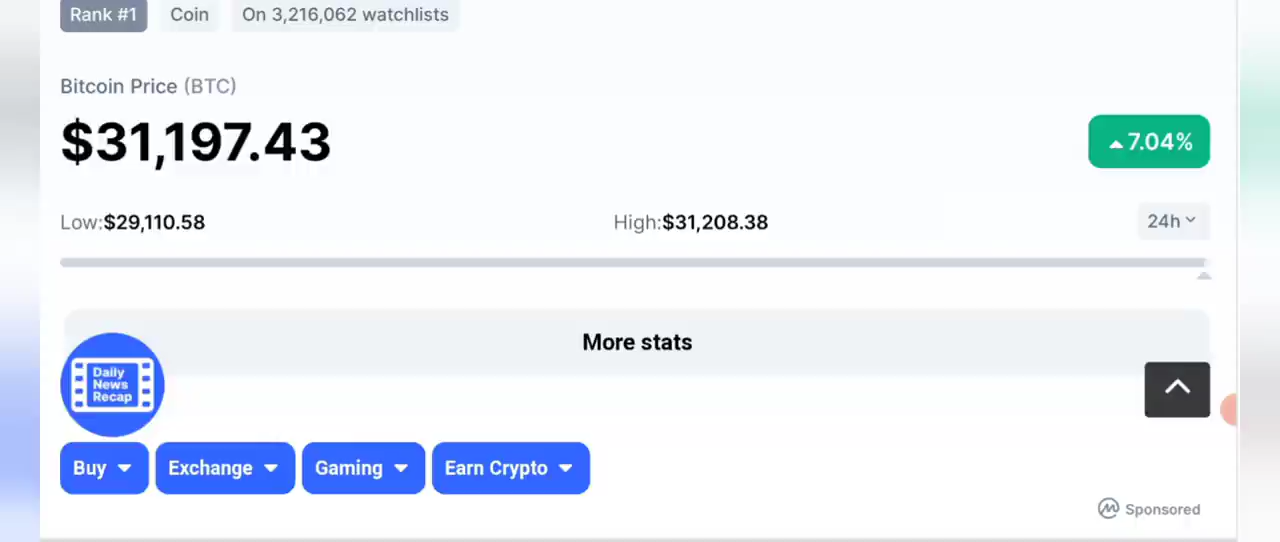 Rank #1 Coin On 3,216,062 watchlists
Bitcoin Price (BTC)
$31,197.43
7.04%
Low:$29,110.58 High:$31,208.38 24h
More stats
Daily
News
Recap
Buy Exchange Gaming Earn Crypto
Sponsored